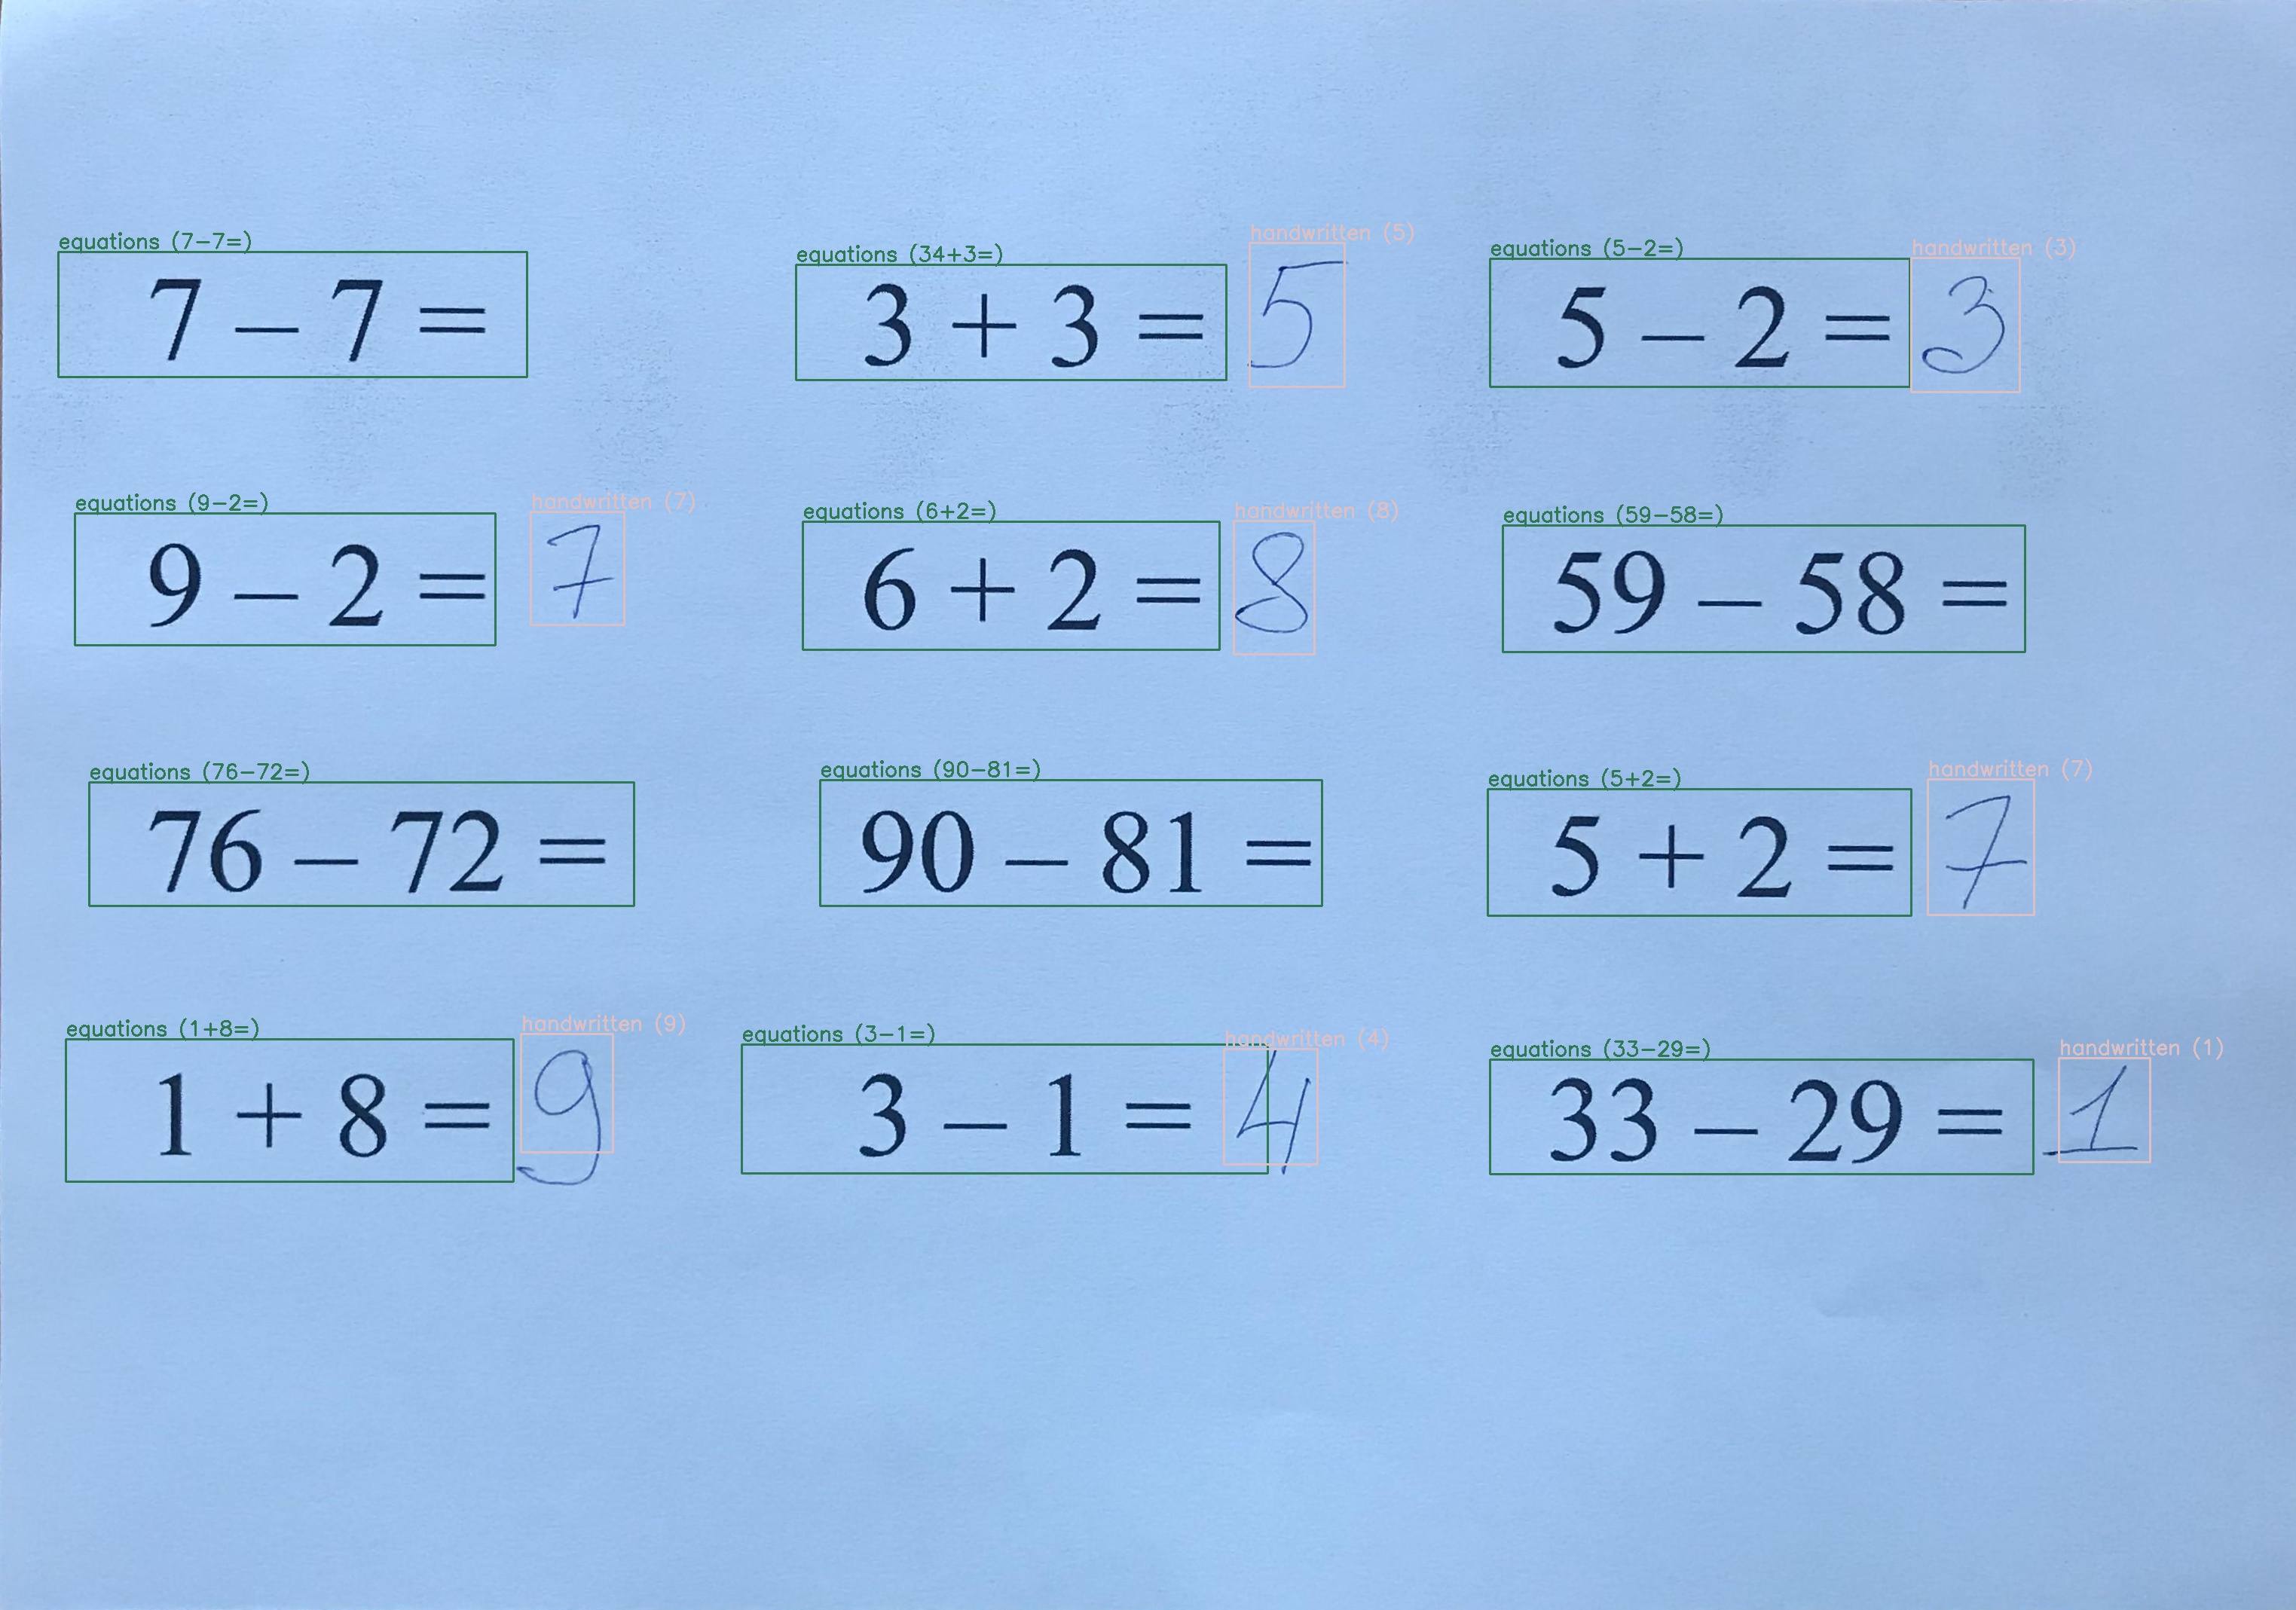 equations (7-7=)
7 – 7 =
equations (34+3=)
handwritten (5)
3 + 3 = 5
equations (5-2=)
handwritten (3)
5 – 2 = 3
equations (9-2=)
handwritten (7)
9 – 2 = 7
equations (6+2=)
handwritten (8)
6 + 2 = 8
equations (59-58=)
59 – 58 =
equations (76-72=)
76 – 72 =
equations (90-81=)
90 – 81 =
equations (5+2=)
handwritten (7)
5 + 2 = 7
equations (1+8=)
handwritten (9)
1 + 8 = 9
equations (3-1=)
handwritten (4)
3 – 1 = 4
equations (33-29=)
handwritten (1)
33 – 29 = 1